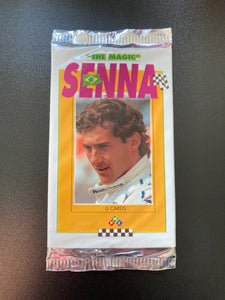 "THE MAGIC"
SENNA
6 CARDS